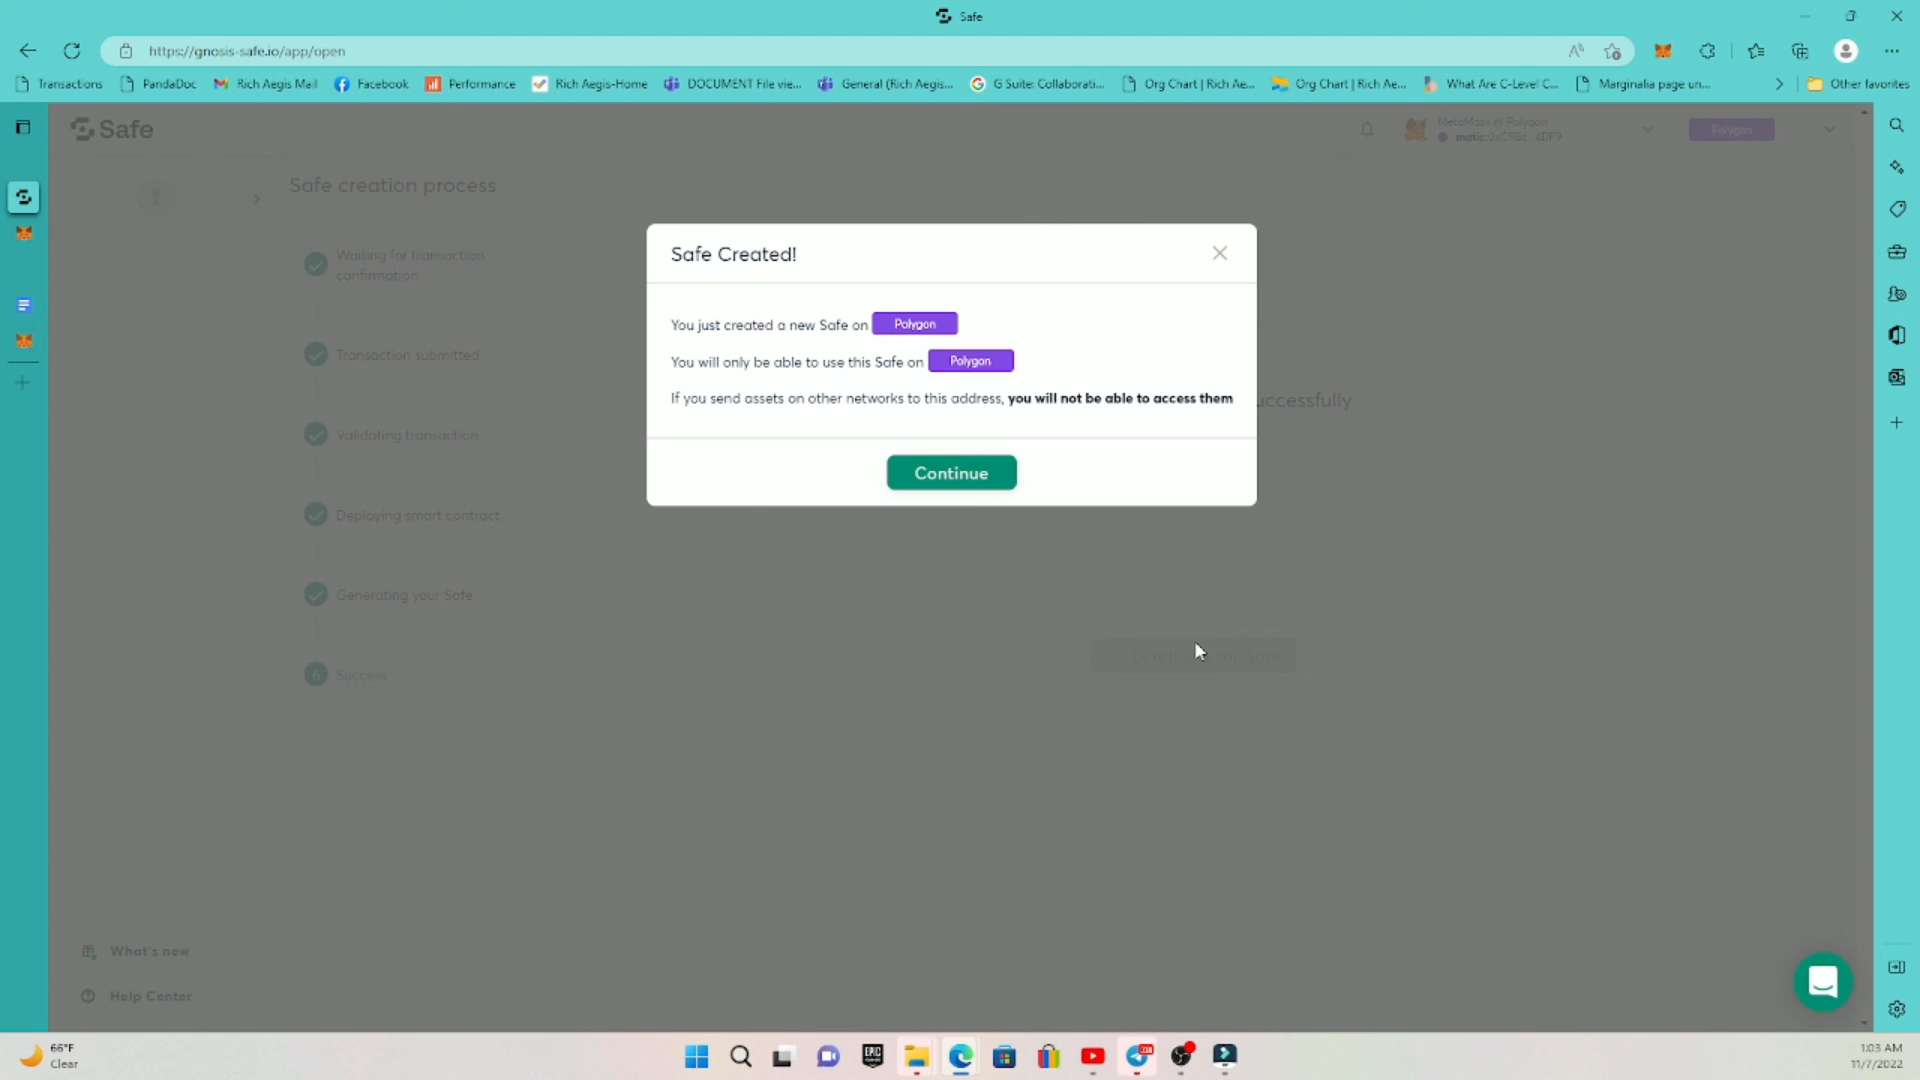 Safe
https://gnosis-safe.io/app/open
Transactions
PandaDoc
Rich Aegis Mail
Facebook
Performance
Rich Aegis-Home
DOCUMENT File vie...
General (Rich Aegis...
G Suite: Collaborati...
Org Chart | Rich Ae...
Org Chart | Rich Ae...
What Are C-Level C...
Marginalia page un...
Other favorites
Safe
MetaMask @ Polygon
matic:0xC9Bc...4DF9
Polygon
Safe creation process
Waiting for transaction
confirmation
Transaction submitted
Validating transaction
Deploying smart contract
Generating your Safe
6 Success
Safe Created!
You just created a new Safe on Polygon
You will only be able to use this Safe on Polygon
If you send assets on other networks to this address, you will not be able to access them
Continue
uccessfully
What's new
Help Center
66°F
Clear
EPIC
1:03 AM
11/7/2022